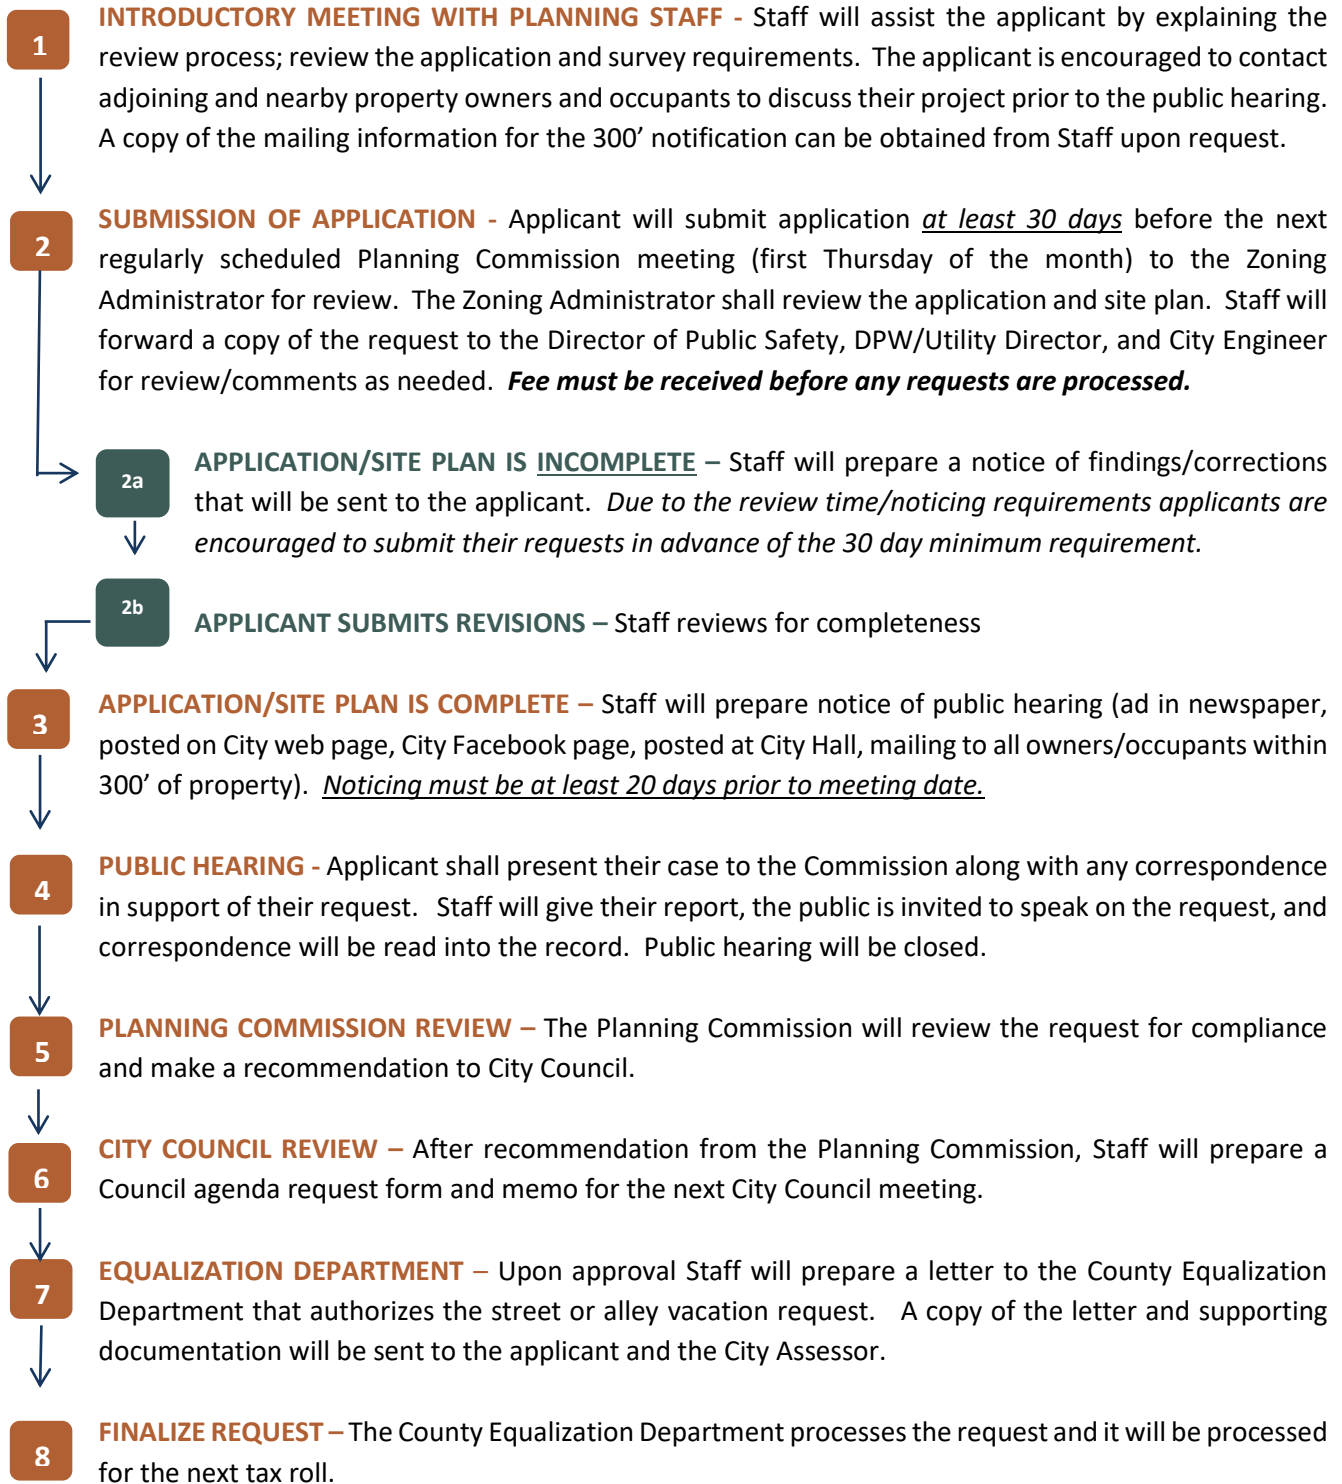 INTRODUCTORY MEETING WITH PLANNING STAFF - Staff will assist the applicant by explaining the
1
review process; review the application and survey requirements. The applicant is encouraged to contact
adjoining and nearby property owners and occupants to discuss their project prior to the public hearing.
A copy of the mailing information for the 300’ notification can be obtained from Staff upon request.
SUBMISSION OF APPLICATION - Applicant will submit application at least 30 days before the next
2
regularly scheduled Planning Commission meeting (first Thursday of the month) to the Zoning
Administrator for review. The Zoning Administrator shall review the application and site plan. Staff will
forward a copy of the request to the Director of Public Safety, DPW/Utility Director, and City Engineer
for review/comments as needed. Fee must be received before any requests are processed.
APPLICATION/SITE PLAN IS INCOMPLETE – Staff will prepare a notice of findings/corrections
2a
that will be sent to the applicant. Due to the review time/noticing requirements applicants are
encouraged to submit their requests in advance of the 30 day minimum requirement.
2b
APPLICANT SUBMITS REVISIONS – Staff reviews for completeness
APPLICATION/SITE PLAN IS COMPLETE – Staff will prepare notice of public hearing (ad in newspaper,
3
posted on City web page, City Facebook page, posted at City Hall, mailing to all owners/occupants within
300’ of property). Noticing must be at least 20 days prior to meeting date.
PUBLIC HEARING - Applicant shall present their case to the Commission along with any correspondence
4
in support of their request. Staff will give their report, the public is invited to speak on the request, and
correspondence will be read into the record. Public hearing will be closed.
PLANNING COMMISSION REVIEW – The Planning Commission will review the request for compliance
5
and make a recommendation to City Council.
CITY COUNCIL REVIEW – After recommendation from the Planning Commission, Staff will prepare a
6
Council agenda request form and memo for the next City Council meeting.
EQUALIZATION DEPARTMENT – Upon approval Staff will prepare a letter to the County Equalization
7
Department that authorizes the street or alley vacation request. A copy of the letter and supporting
documentation will be sent to the applicant and the City Assessor.
FINALIZE REQUEST – The County Equalization Department processes the request and it will be processed
8
for the next tax roll.